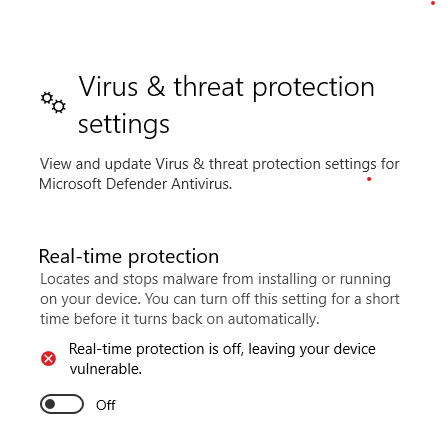 Virus & threat protection
settings
View and update Virus & threat protection settings for
Microsoft Defender Antivirus.
Real-time protection
Locates and stops malware from installing or running
on your device. You can turn off this setting for a short
time before it turns back on automatically.
Real-time protection is off, leaving your device
vulnerable.
Off